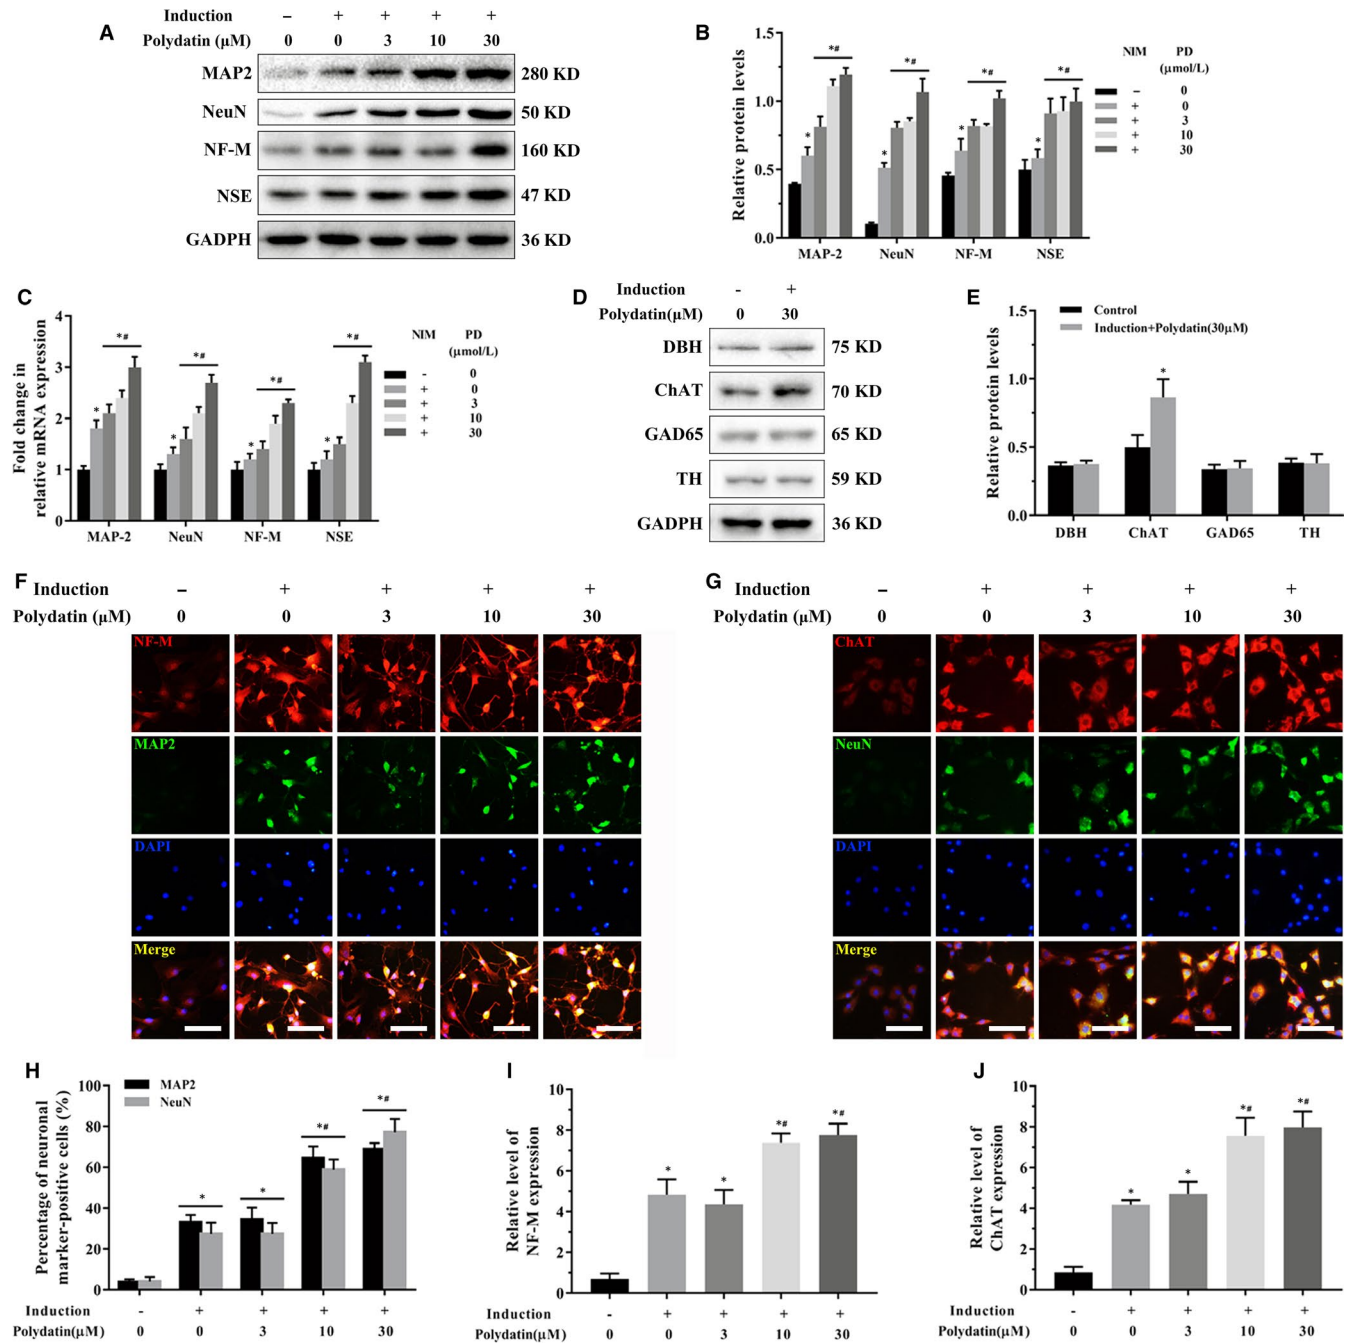 A
Induction − + + + +
Polydatin (μM) 0 0 3 10 30
MAP2 280 KD
NeuN 50 KD
NF-M 160 KD
NSE 47 KD
GADPH 36 KD
B
Relative protein levels
1.5
1.0
0.5
0.0
*
*#
*
*#
*
*#
*
*#
MAP-2 NeuN NF-M NSE
NIM PD
(μmol/L)
− 0
+ 0
+ 3
+ 10
+ 30
C
Fold change in
relative mRNA expression
4
3
2
1
0
*
*#
*
*#
*
*#
*
*#
MAP-2 NeuN NF-M NSE
NIM PD
(μmol/L)
- 0
+ 0
+ 3
+ 10
+ 30
D
Induction - +
Polydatin(μM) 0 30
DBH 75 KD
ChAT 70 KD
GAD65 65 KD
TH 59 KD
GADPH 36 KD
E
Relative protein levels
1.5
1.0
0.5
0.0
Control
Induction+Polydatin(30μM)
*
DBH ChAT GAD65 TH
F
Induction − + + + +
Polydatin (μM) 0 0 3 10 30
NF-M
MAP2
DAPI
Merge
G
Induction − + + + +
Polydatin (μM) 0 0 3 10 30
ChAT
NeuN
DAPI
Merge
H
Percentage of neuronal
marker-positive cells (%)
100
80
60
40
20
0
MAP2
NeuN
*
*
*#
*#
Induction - + + + +
Polydatin(μM) 0 0 3 10 30
I
Relative level of
NF-M expression
10
8
6
4
2
0
*
*
*#
*#
Induction - + + + +
Polydatin(μM) 0 0 3 10 30
J
Relative level of
ChAT expression
10
8
6
4
2
0
*
*
*#
*#
Induction - + + + +
Polydatin(μM) 0 0 3 10 30